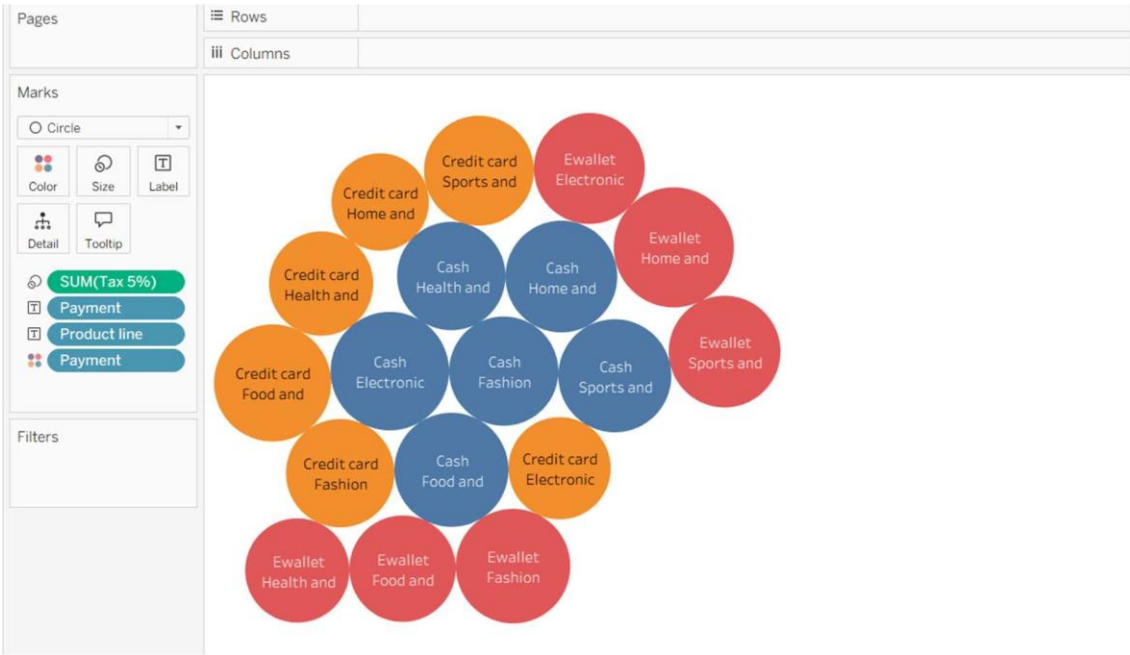 Pages
Rows
Columns
Marks
Circle
Color
Size
Label
Detail
Tooltip
SUM(Tax 5%)
Payment
Product line
Payment
Filters
Credit card
Sports and
Ewallet
Electronic
Credit card
Home and
Ewallet
Home and
Credit card
Health and
Cash
Health and
Cash
Home and
Ewallet
Sports and
Credit card
Food and
Cash
Electronic
Cash
Fashion
Cash
Sports and
Credit card
Fashion
Cash
Food and
Credit card
Electronic
Ewallet
Health and
Ewallet
Food and
Ewallet
Fashion